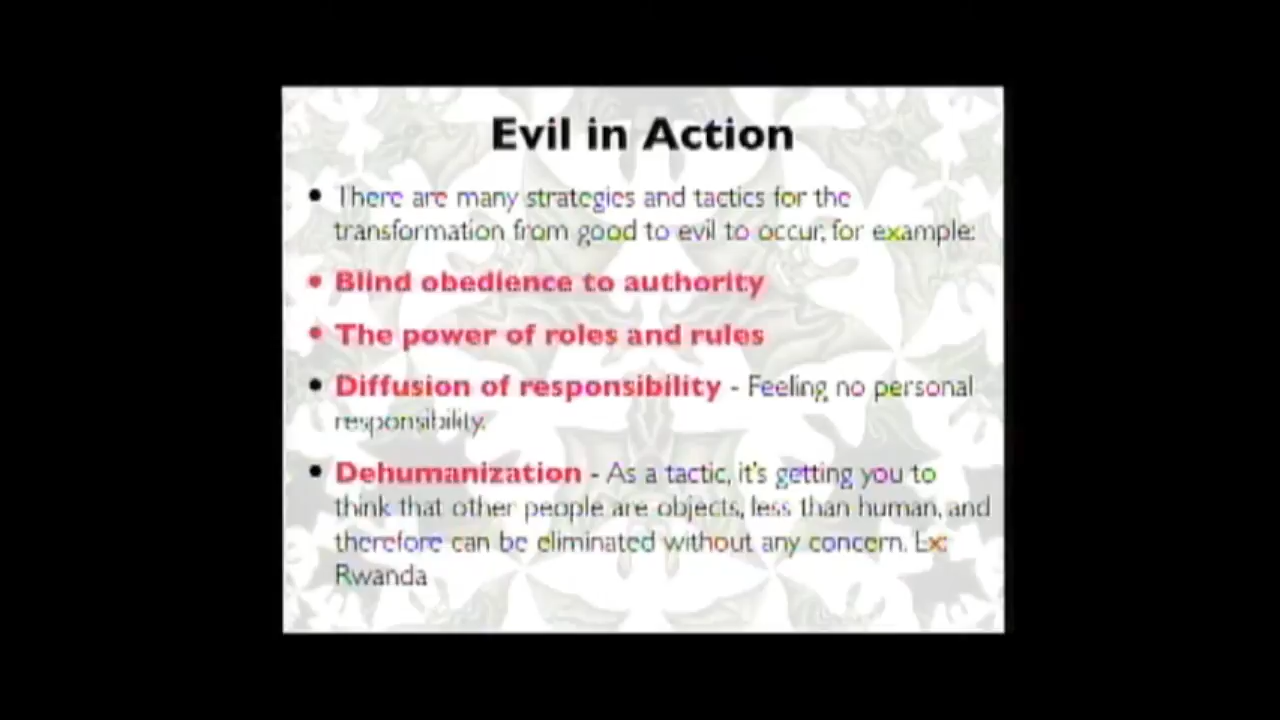 Evil in Action
• There are many strategies and tactics for the
transformation from good to evil to occur, for example:
• Blind obedience to authority
• The power of roles and rules
• Diffusion of responsibility - Feeling no personal
responsibility.
• Dehumanization - As a tactic, it's getting you to
think that other people are objects, less than human, and
therefore can be eliminated without any concern. Ex:
Rwanda